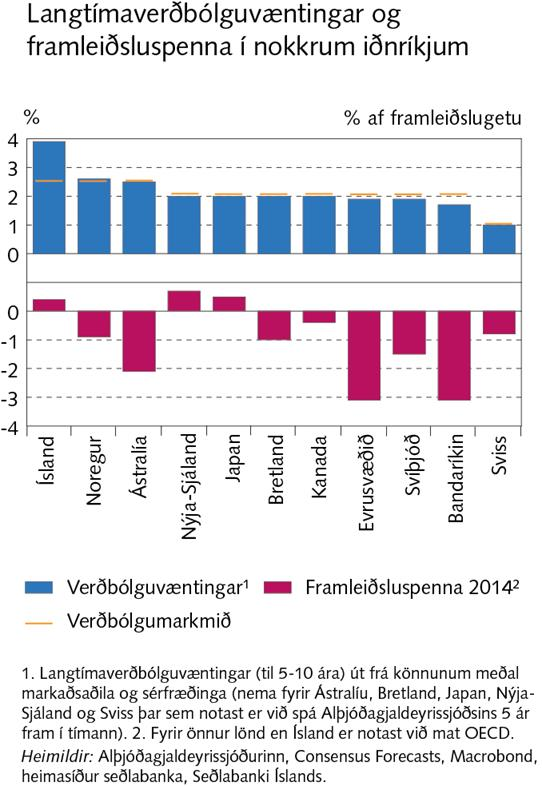 Langtímaverðbólguvæntingar og
framleiðsluspenna í nokkrum iðnríkjum
% % af framleiðslugetu
4
3
2
1
0
0
-1
-2
-3
-4
Ísland
Noregur
Ástralía
Nýja-Sjáland
Japan
Bretland
Kanada
Evrusvæðið
Svíþjóð
Bandaríkin
Sviss
Verðbólguvæntingar¹ Framleiðsluspenna 2014²
Verðbólgumarkmið
1. Langtímaverðbólguvæntingar (til 5-10 ára) út frá könnunum meðal
markaðsaðila og sérfræðinga (nema fyrir Ástralíu, Bretland, Japan, Nýja-
Sjáland og Sviss þar sem notast er við spá Alþjóðagjaldeyrissjóðsins 5 ár
fram í tímann). 2. Fyrir önnur lönd en Ísland er notast við mat OECD.
Heimildir: Alþjóðagjaldeyrissjóðurinn, Consensus Forecasts, Macrobond,
heimasíður seðlabanka, Seðlabanki Íslands.